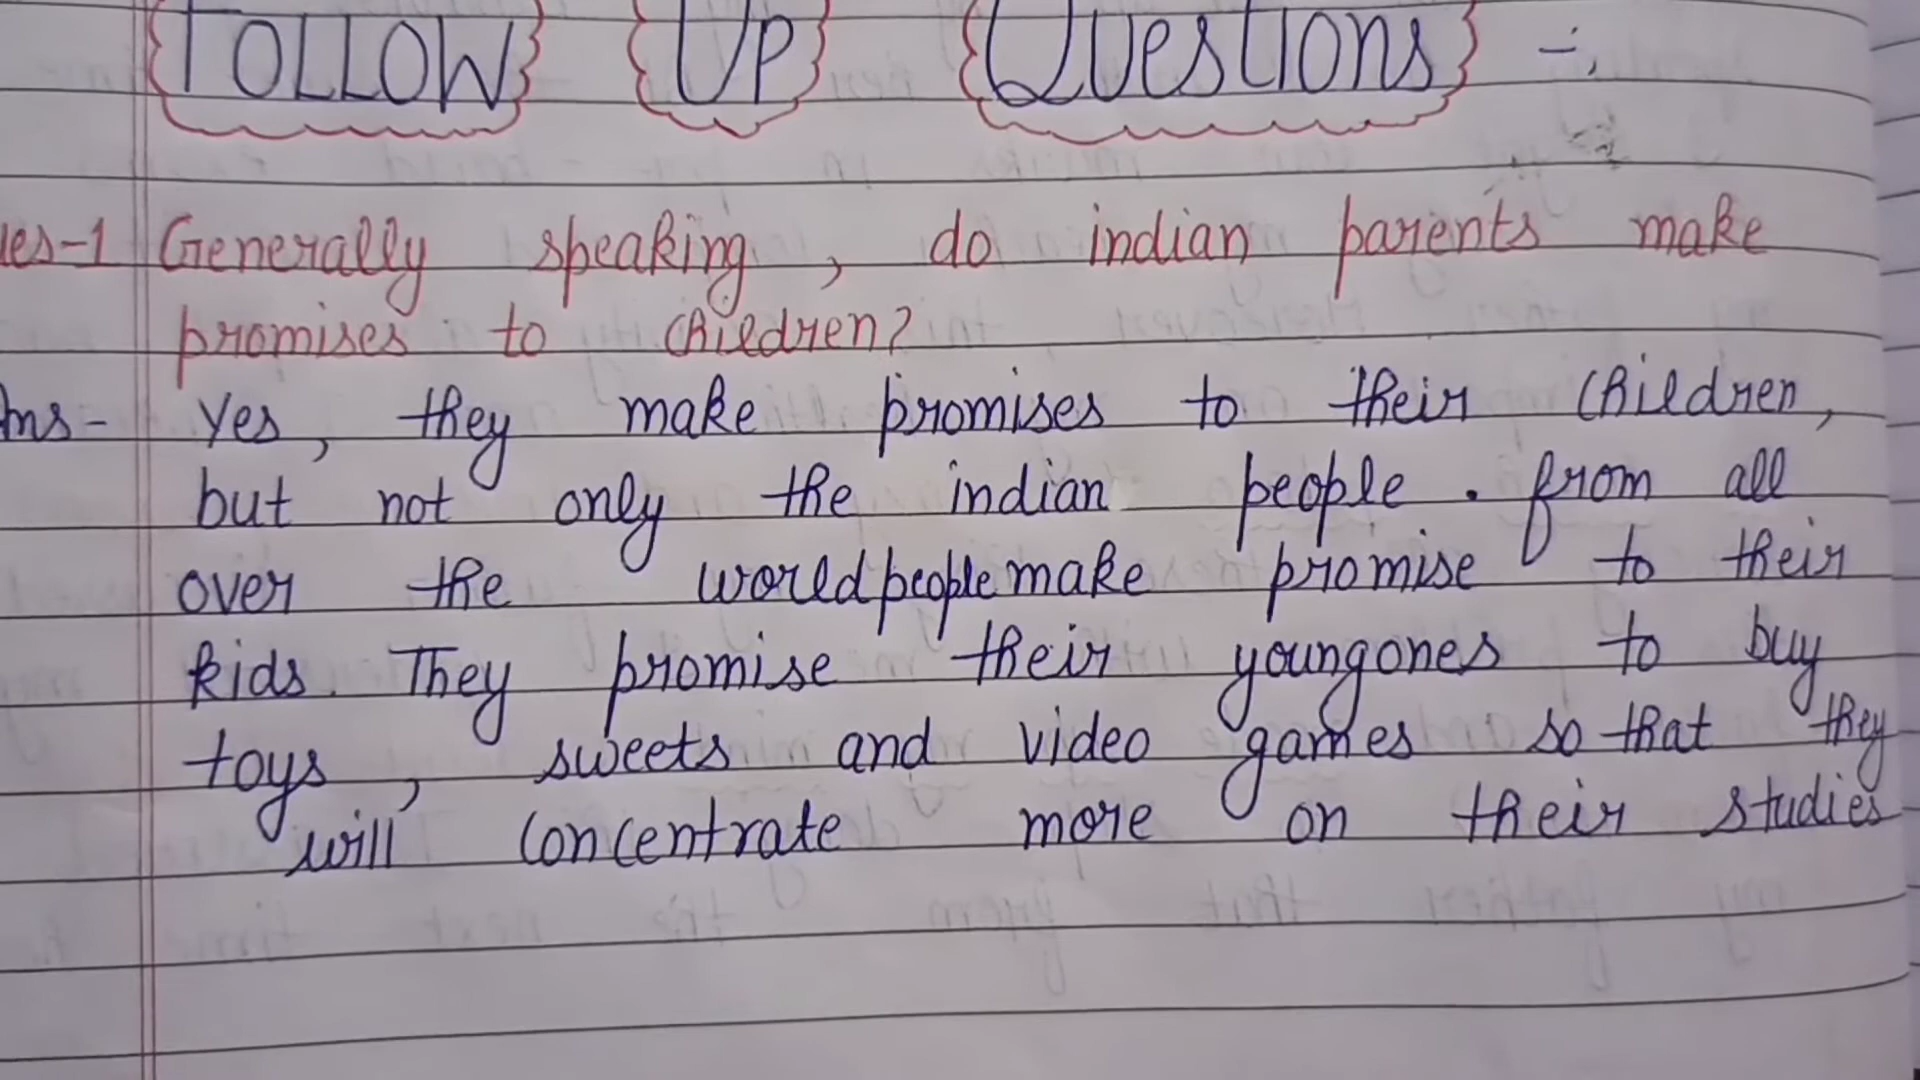 FOLLOW UP QUESTIONS :-
ues-1 Generally speaking, do indian parents make
promises to children?
Ans- Yes, they make promises to their children,
but not only the indian people. from all
over the world people make promise to their
kids. They promise their youngones to buy
toys, sweets and video games so that they
will concentrate more on their studies